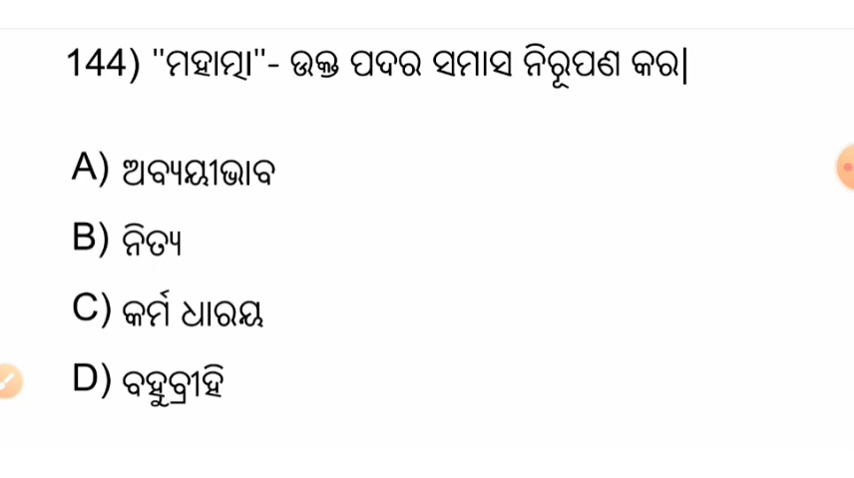 144) "ମହାତ୍ମା"- ଉକ୍ତ ପଦର ସମାସ ନିରୂପଣ କର|
A) ଅବ୍ୟୟୀଭାବ
B) ନିତ୍ୟ
C) କର୍ମ ଧାରୟ
D) ବହୁବ୍ରୀହି